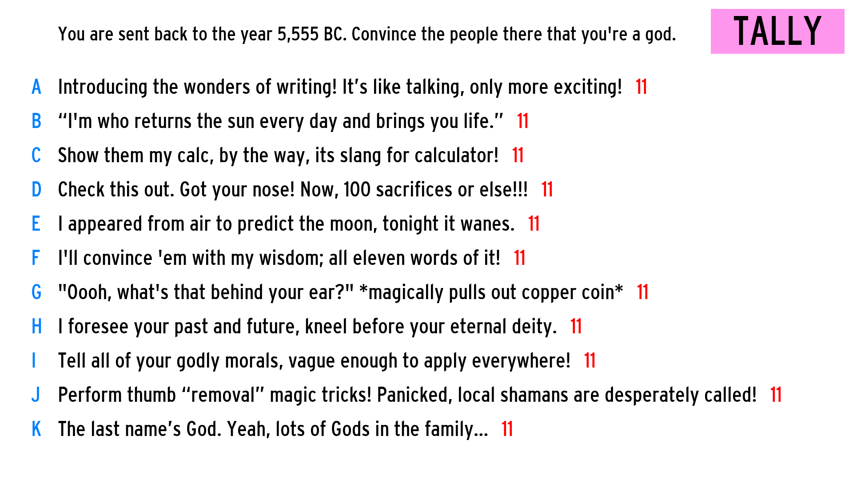 You are sent back to the year 5,555 BC. Convince the people there that you're a god.
TALLY
A Introducing the wonders of writing! It’s like talking, only more exciting! 11
B “I'm who returns the sun every day and brings you life.” 11
C Show them my calc, by the way, its slang for calculator! 11
D Check this out. Got your nose! Now, 100 sacrifices or else!!! 11
E I appeared from air to predict the moon, tonight it wanes. 11
F I'll convince 'em with my wisdom; all eleven words of it! 11
G "Oooh, what's that behind your ear?" *magically pulls out copper coin* 11
H I foresee your past and future, kneel before your eternal deity. 11
I Tell all of your godly morals, vague enough to apply everywhere! 11
J Perform thumb “removal” magic tricks! Panicked, local shamans are desperately called! 11
K The last name’s God. Yeah, lots of Gods in the family... 11